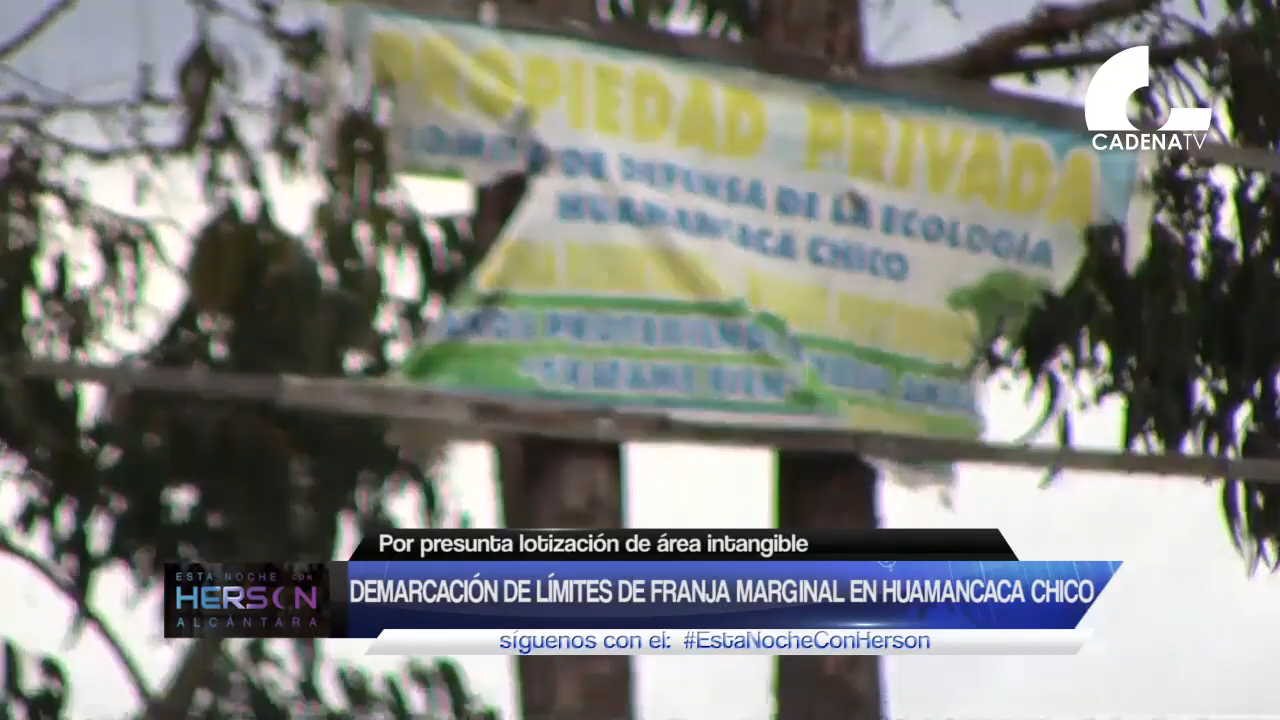 PROPIEDAD PRIVADA
DE DEFENSA DE LA ECOLOGÍA
HUAMANCACA CHICO
CADENATV
Por presunta lotización de área intangible
ESTA NOCHE CON
HERSON
ALCÁNTARA
DEMARCACIÓN DE LÍMITES DE FRANJA MARGINAL EN HUAMANCACA CHICO
síguenos con el: #EstaNocheConHerson